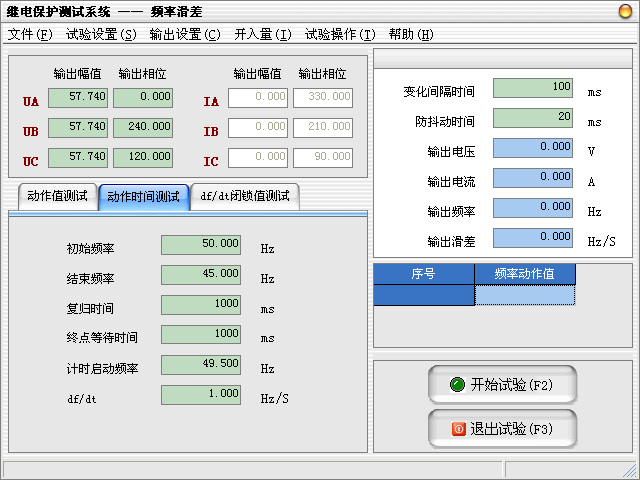 继电保护测试系统 —— 频率滑差
文件(F) 试验设置(S) 输出设置(C) 开入量(I) 试验操作(T) 帮助(H)
输出幅值 输出相位 输出幅值 输出相位
UA 57.740 0.000 IA 0.000 330.000
UB 57.740 240.000 IB 0.000 210.000
UC 57.740 120.000 IC 0.000 90.000
动作值测试 动作时间测试 df/dt闭锁值测试
初始频率 50.000 Hz
结束频率 45.000 Hz
复归时间 1000 ms
终点等待时间 1000 ms
计时启动频率 49.500 Hz
df/dt 1.000 Hz/S
变化间隔时间 100 ms
防抖动时间 20 ms
输出电压 0.000 V
输出电流 0.000 A
输出频率 0.000 Hz
输出滑差 0.000 Hz/S
序号 频率动作值
开始试验(F2)
退出试验(F3)